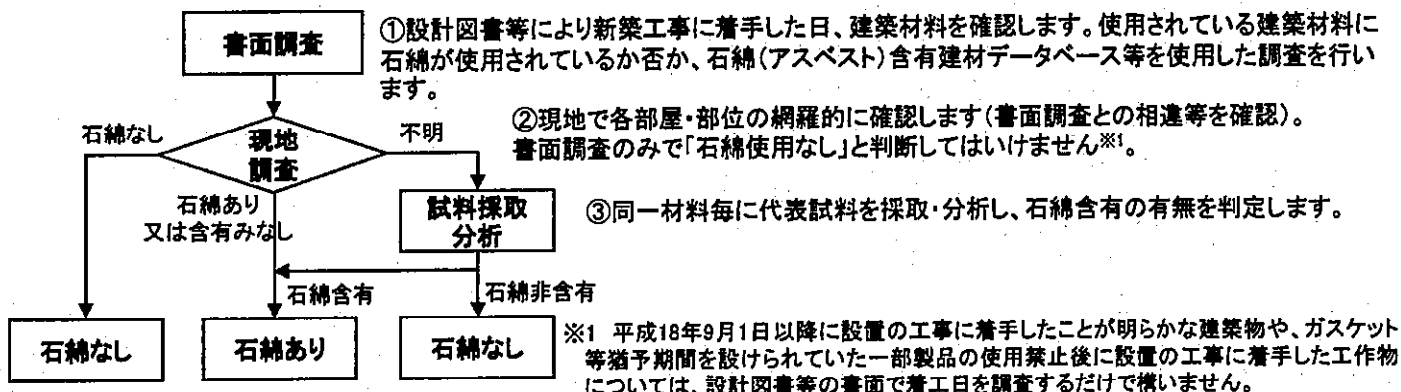 書面調査
①設計図書等により新築工事に着手した日、建築材料を確認します。使用されている建築材料に
石綿が使用されているか否か、石綿(アスベスト)含有建材データベース等を使用した調査を行い
ます。
石綿なし
現地
調査
不明
②現地で各部屋・部位の網羅的に確認します(書面調査との相違等を確認)。
書面調査のみで「石綿使用なし」と判断してはいけません※1。
石綿あり
又は含有みなし
試料採取
分析
③同一材料毎に代表試料を採取・分析し、石綿含有の有無を判定します。
石綿含有
石綿非含有
石綿なし
石綿あり
石綿なし
※1 平成18年9月1日以降に設置の工事に着手したことが明らかな建築物や、ガスケット
等猶予期間を設けられていた一部製品の使用禁止後に設置の工事に着手した工作物
については、設計図書等の書面で着工日を調査するだけで構いません。